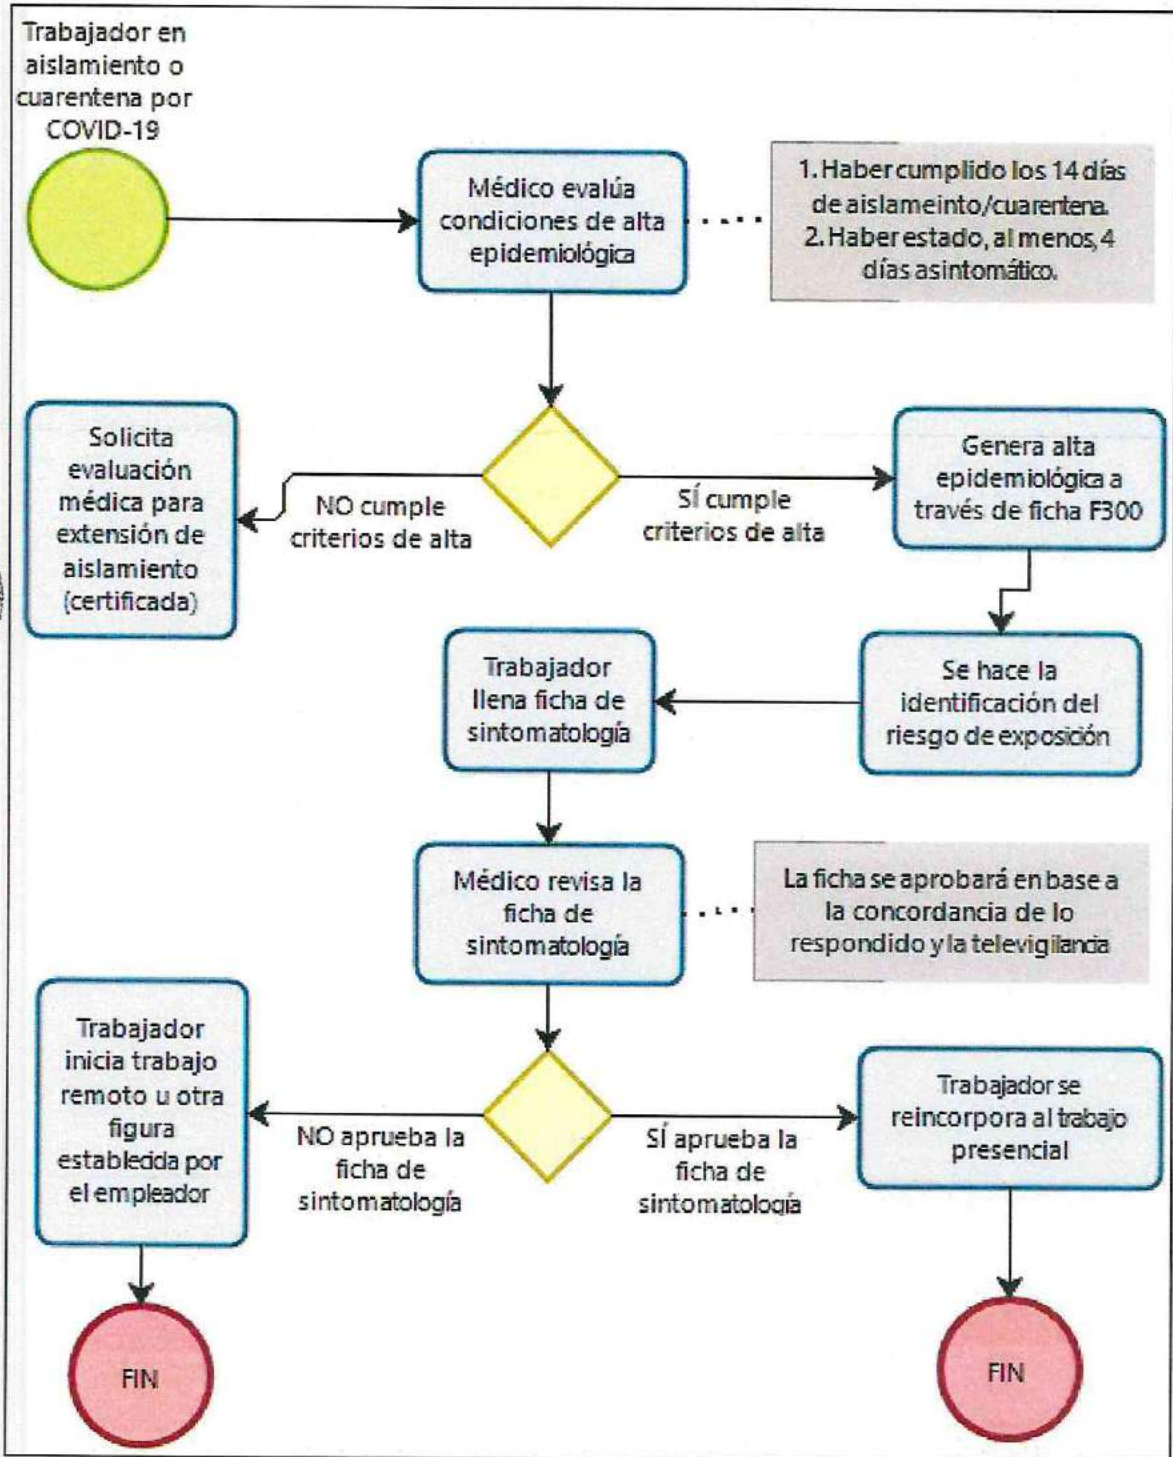 Trabajador en
aislamiento o
cuarentena por
COVID-19
Médico evalúa
condiciones de alta
epidemiológica
1. Haber cumplido los 14 días
de aislameinto/cuarentena.
2. Haber estado, al menos, 4
días asintomático.
Solicita
evaluación
médica para
extensión de
aislamiento
(certificada)
NO cumple
criterios de alta
SÍ cumple
criterios de alta
Genera alta
epidemiológica a
través de ficha F300
Trabajador
llena ficha de
sintomatología
Se hace la
identificación del
riesgo de exposición
Médico revisa la
ficha de
sintomatología
La ficha se aprobará en base a
la concordancia de lo
respondido y la televigilancia
Trabajador
inicia trabajo
remoto u otra
figura
establecida por
el empleador
NO aprueba la
ficha de
sintomatología
SÍ aprueba la
ficha de
sintomatología
Trabajador se
reincorpora al trabajo
presencial
FIN
FIN